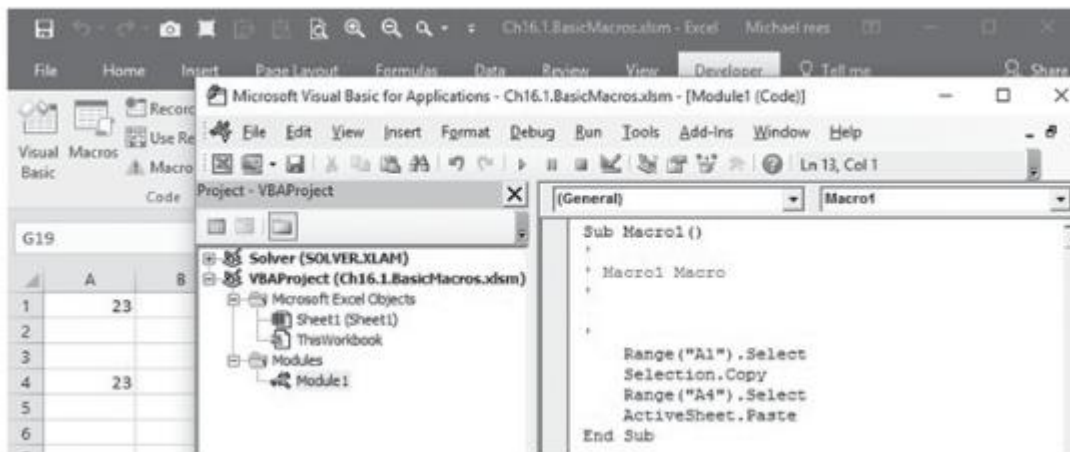 Ch16.1.BasicMacros.xlsm - Excel Michael rees
File Home Insert Page Layout Formulas Data Review View Developer Tell me Share
Visual Basic
Macros
Recor
Use Re
Macro
Code
Microsoft Visual Basic for Applications - Ch16.1.BasicMacros.xlsm - [Module1 (Code)]
File Edit View Insert Format Debug Run Tools Add-Ins Window Help
Ln 13, Col 1
Project - VBAProject
(General) Macro1
G19
Solver (SOLVER.XLAM)
VBAProject (Ch16.1.BasicMacros.xlsm)
Microsoft Excel Objects
Sheet1 (Sheet1)
ThisWorkbook
Modules
Module1
A B
1 23
2
3
4 23
5
6
Sub Macro1()
'
' Macro1 Macro
'
'
Range("A1").Select
Selection.Copy
Range("A4").Select
ActiveSheet.Paste
End Sub